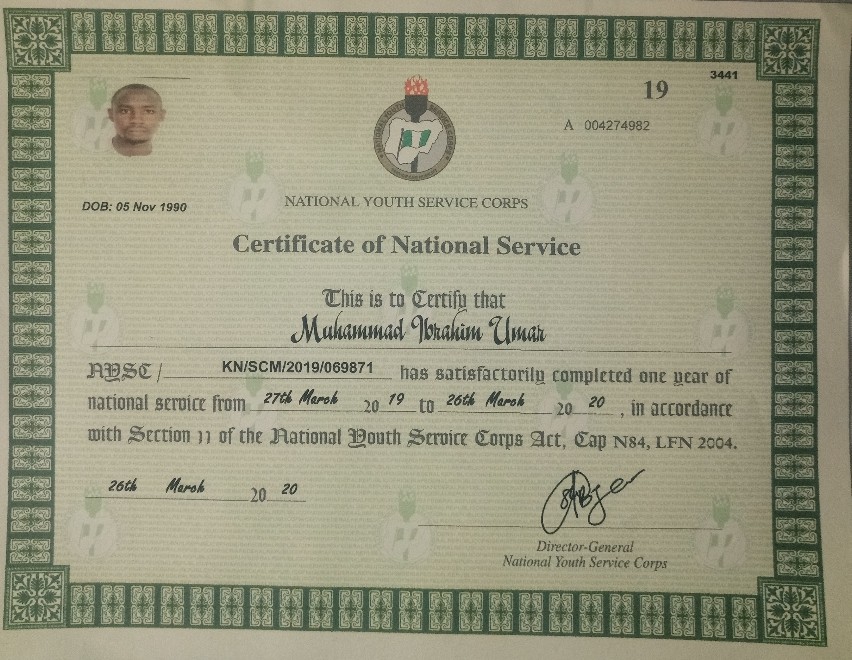 3441
19
A 004274982
DOB: 05 Nov 1990
NATIONAL YOUTH SERVICE CORPS
Certificate of National Service
This is to Certify that
Muhammad Ibrahim Umar
NYSC/ KN/SCM/2019/069871 has satisfactorily completed one year of
national service from 27th March 20 19 to 26th March 20 20 , in accordance
with Section 11 of the National Youth Service Corps Act, Cap N84, LFN 2004.
26th March 20 20
Director-General
National Youth Service Corps